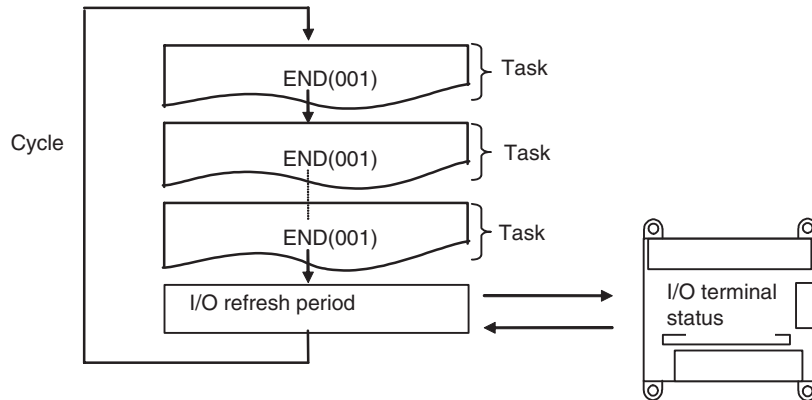 END(001)
Task
Cycle
END(001)
Task
END(001)
Task
I/O refresh period
I/O terminal
status